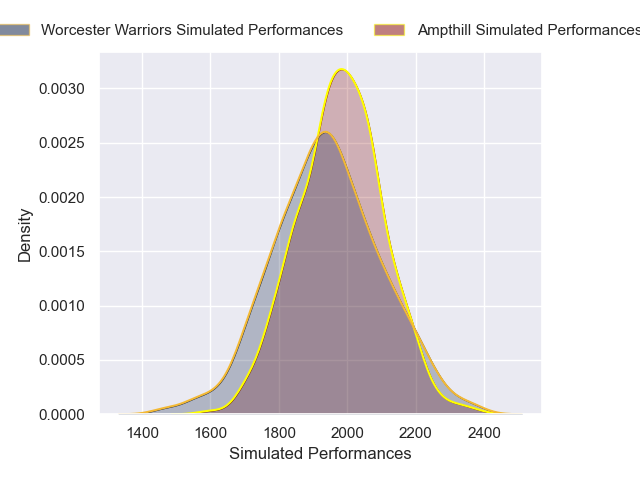 Worcester Warriors Simulated Performances
Ampthill Simulated Performances
0.0030
0.0025
0.0020
0.0015
0.0010
0.0005
0.0000
Density
1400 1600 1800 2000 2200 2400
Simulated Performances